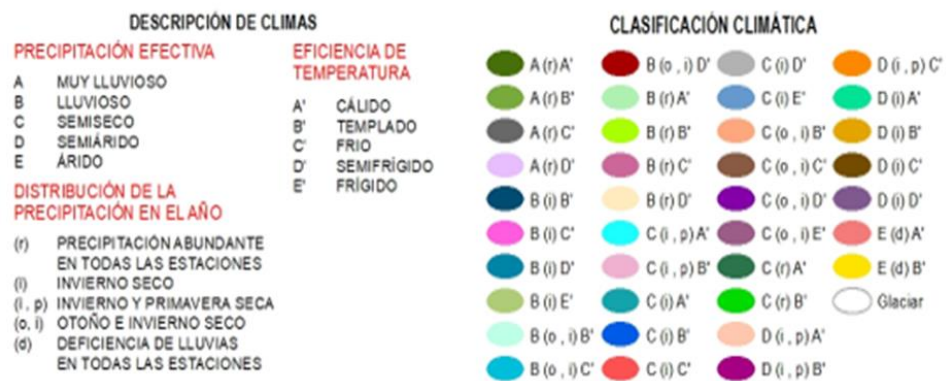 DESCRIPCIÓN DE CLIMAS
PRECIPITACIÓN EFECTIVA
A MUY LLUVIOSO
B LLUVIOSO
C SEMISECO
D SEMIÁRIDO
E ÁRIDO
DISTRIBUCIÓN DE LA
PRECIPITACIÓN EN EL AÑO
(r) PRECIPITACIÓN ABUNDANTE
EN TODAS LAS ESTACIONES
(i) INVIERNO SECO
(i , p) INVIERNO Y PRIMAVERA SECA
(o, i) OTOÑO E INVIERNO SECO
(d) DEFICIENCIA DE LLUVIAS
EN TODAS LAS ESTACIONES
EFICIENCIA DE
TEMPERATURA
A' CÁLIDO
B' TEMPLADO
C' FRIO
D' SEMIFRÍGIDO
E' FRÍGIDO
CLASIFICACIÓN CLIMÁTICA
A (r) A'
A (r) B'
A (r) C'
A (r) D'
B (i) B'
B (i) C'
B (i) D'
B (i) E'
B (o , i) B'
B (o , i) C'
B (o , i) D'
B (r) A'
B (r) B'
B (r) C'
B (r) D'
C (i , p) A'
C (i , p) B'
C (i) A'
C (i) B'
C (i) C'
C (i) D'
C (i) E'
C (o , i) B'
C (o , i) C'
C (o , i) D'
C (o , i) E'
C (r) A'
C (r) B'
D (i , p) A'
D (i , p) B'
D (i , p) C'
D (i) A'
D (i) B'
D (i) C'
D (i) D'
E (d) A'
E (d) B'
Glaciar